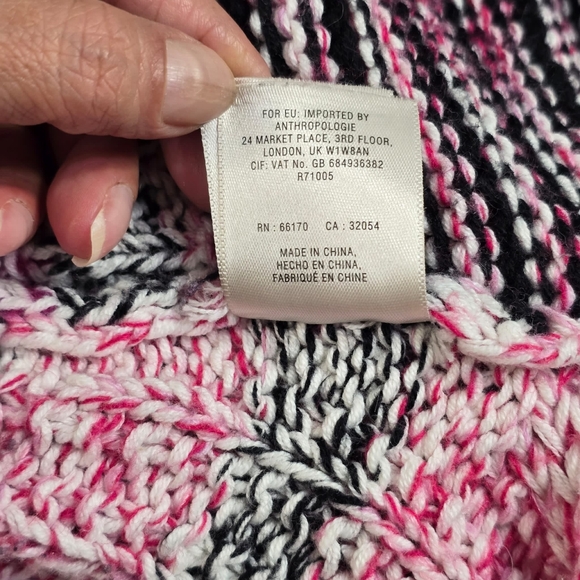 FOR EU: IMPORTED BY
ANTHROPOLOGIE
24 MARKET PLACE, 3RD FLOOR,
LONDON, UK W1W8AN
CIF: VAT No. GB 684936382
R71005
RN : 66170 CA : 32054
MADE IN CHINA,
HECHO EN CHINA,
FABRIQUÉ EN CHINE